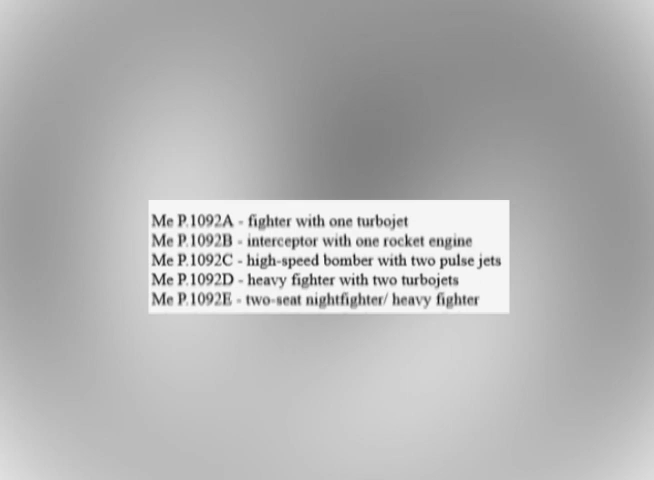 Me P.1092A - fighter with one turbojet
Me P.1092B - interceptor with one rocket engine
Me P.1092C - high-speed bomber with two pulse jets
Me P.1092D - heavy fighter with two turbojets
Me P.1092E - two-seat nightfighter/ heavy fighter